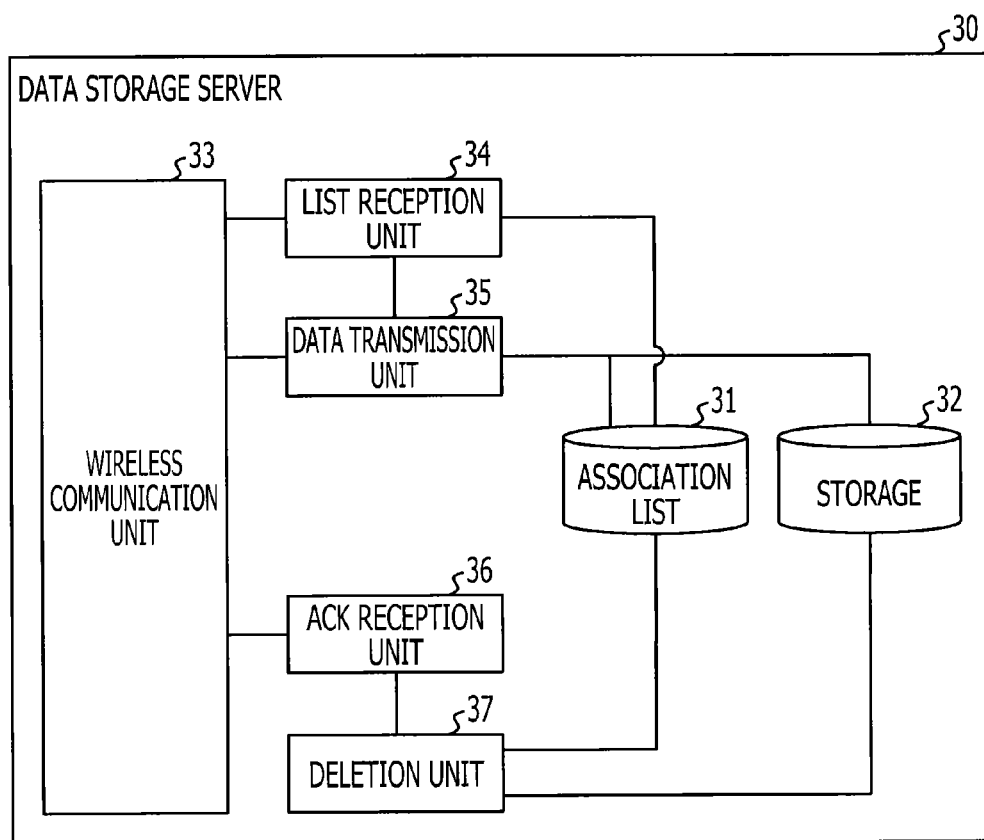 30
DATA STORAGE SERVER
33
34
LIST RECEPTION
UNIT
35
DATA TRANSMISSION
UNIT
31
32
ASSOCIATION
LIST
STORAGE
WIRELESS
COMMUNICATION
UNIT
36
ACK RECEPTION
UNIT
37
DELETION UNIT